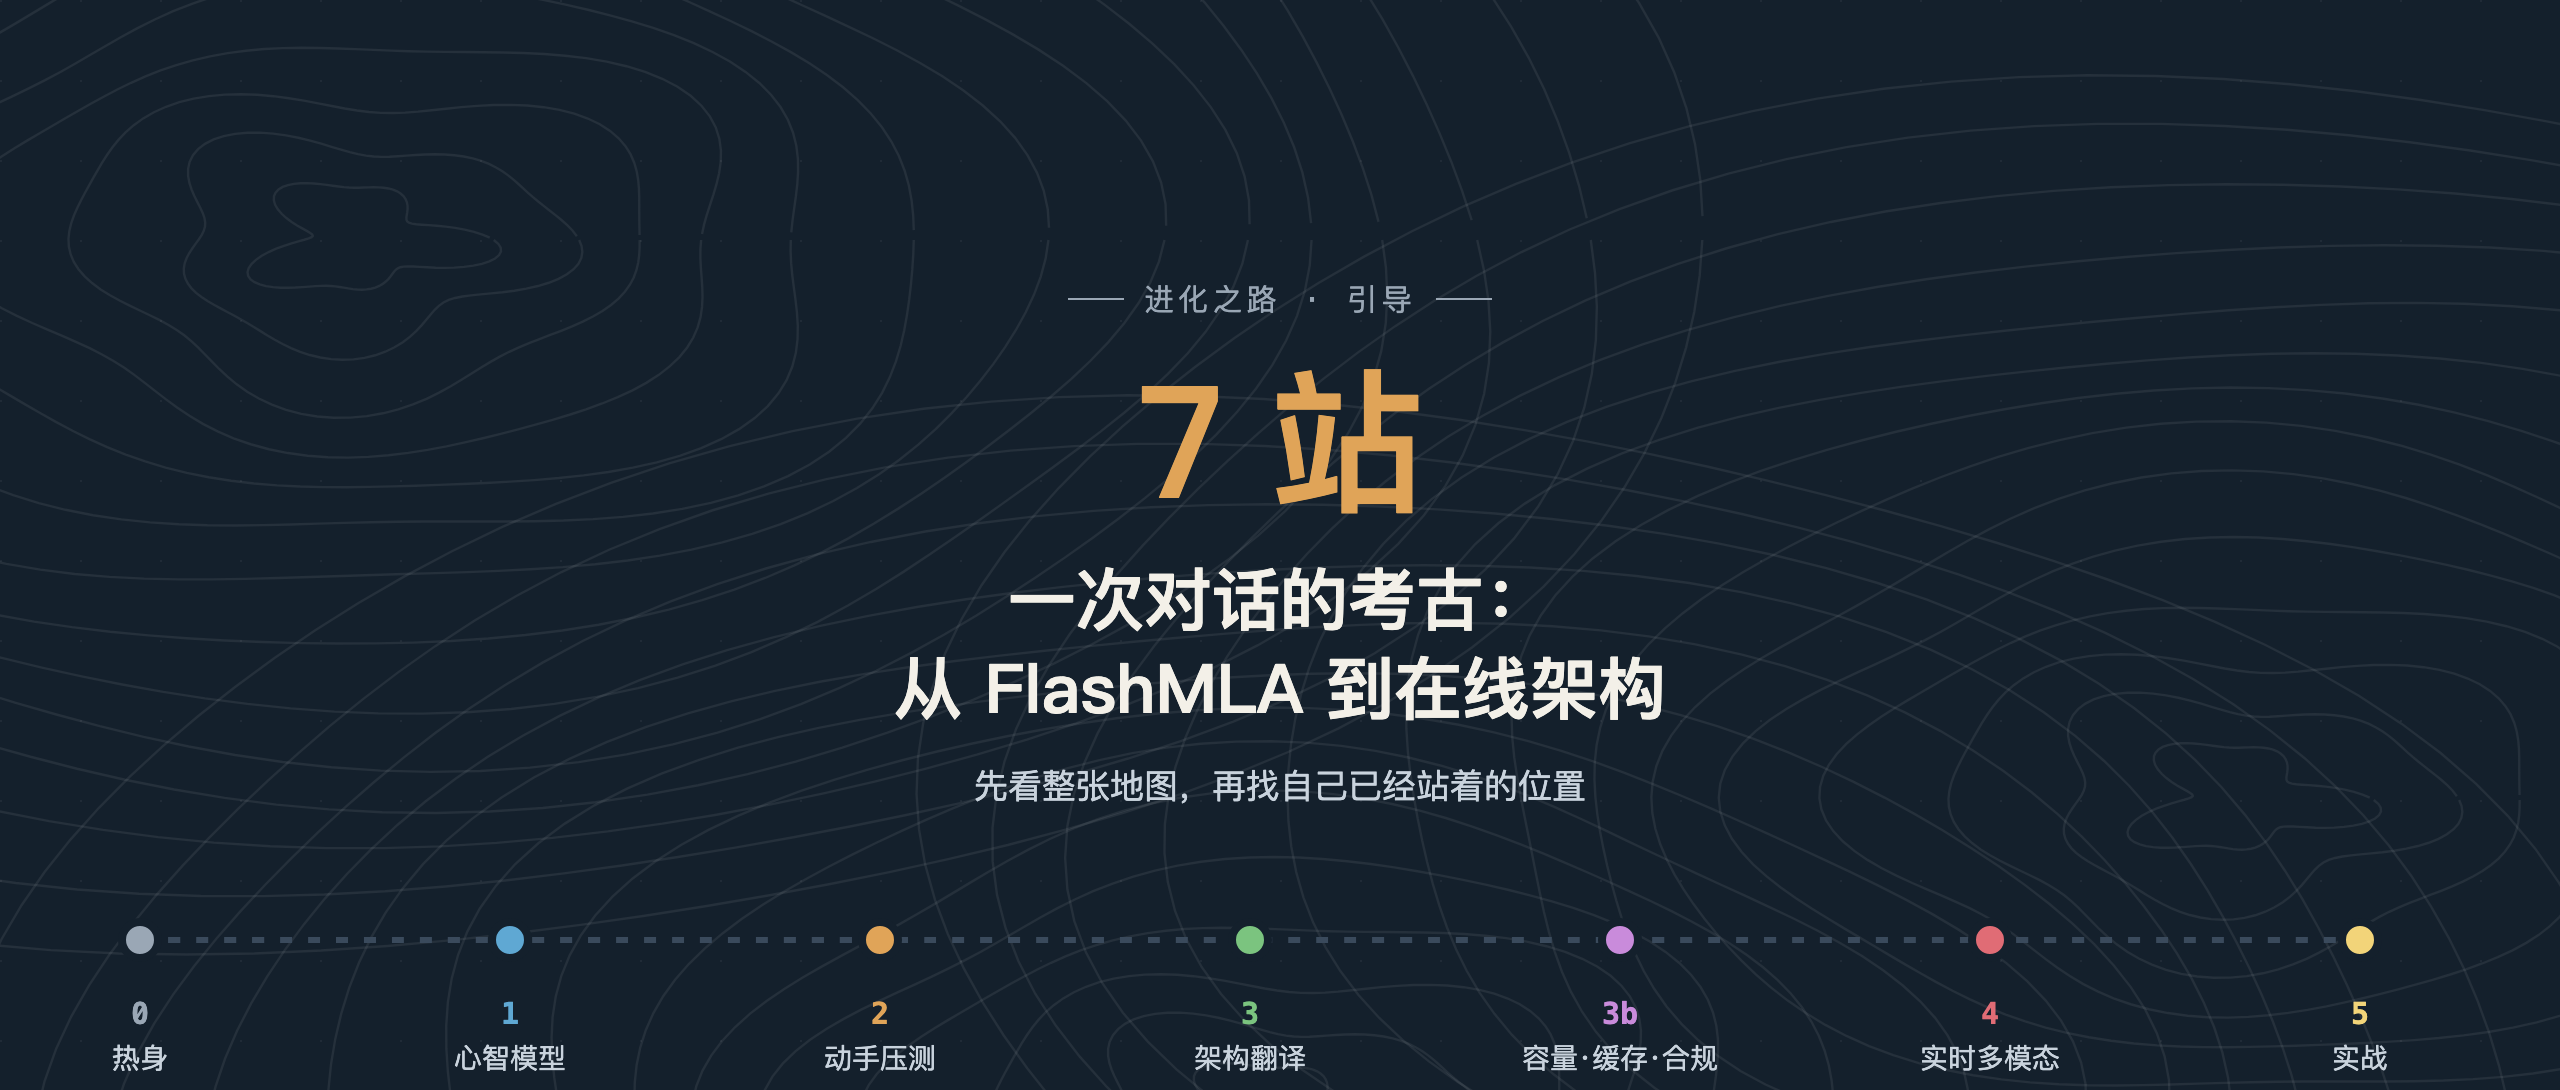 进化之路 · 引导
7 站
一次对话的考古：
从 FlashMLA 到在线架构
先看整张地图，再找自己已经站着的位置
0 1 2 3 3b 4 5
热身 心智模型 动手压测 架构翻译 容量·缓存·合规 实时多模态 实战